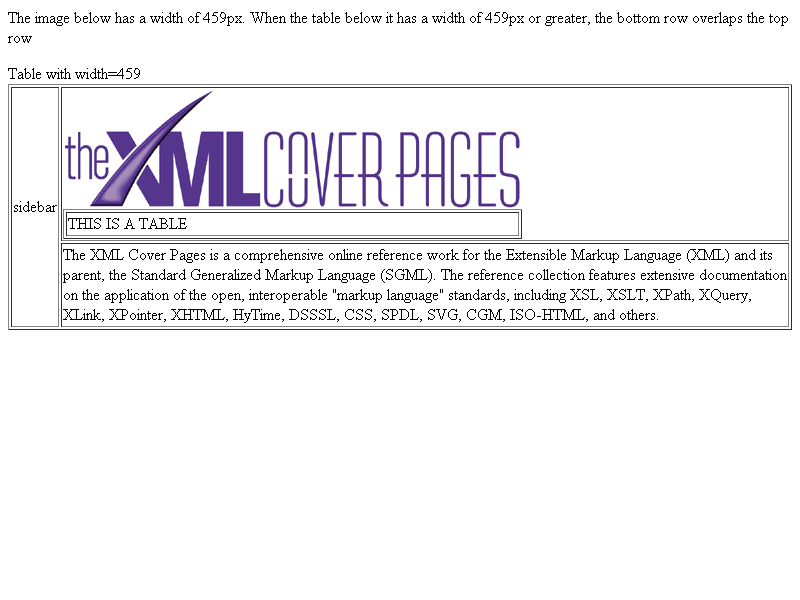 The image below has a width of 459px. When the table below it has a width of 459px or greater, the bottom row overlaps the top
row
Table with width=459
sidebar
the XML COVER PAGES
THIS IS A TABLE
The XML Cover Pages is a comprehensive online reference work for the Extensible Markup Language (XML) and its
parent, the Standard Generalized Markup Language (SGML). The reference collection features extensive documentation
on the application of the open, interoperable "markup language" standards, including XSL, XSLT, XPath, XQuery,
XLink, XPointer, XHTML, HyTime, DSSSL, CSS, SPDL, SVG, CGM, ISO-HTML, and others.